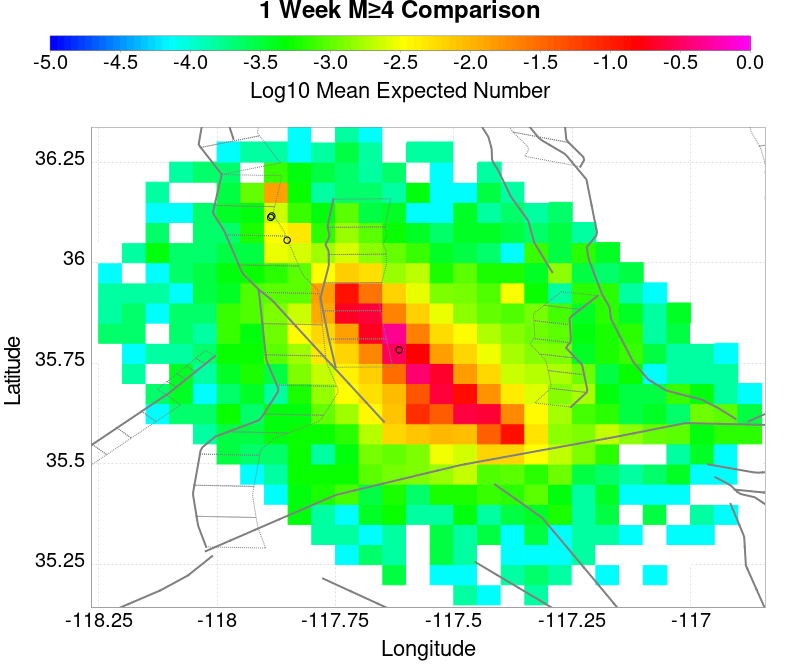 1 Week M≥4 Comparison
-5.0 -4.5 -4.0 -3.5 -3.0 -2.5 -2.0 -1.5 -1.0 -0.5 0.0
Log10 Mean Expected Number
36.25
36
35.75
35.5
35.25
Latitude
-118.25 -118 -117.75 -117.5 -117.25 -117
Longitude